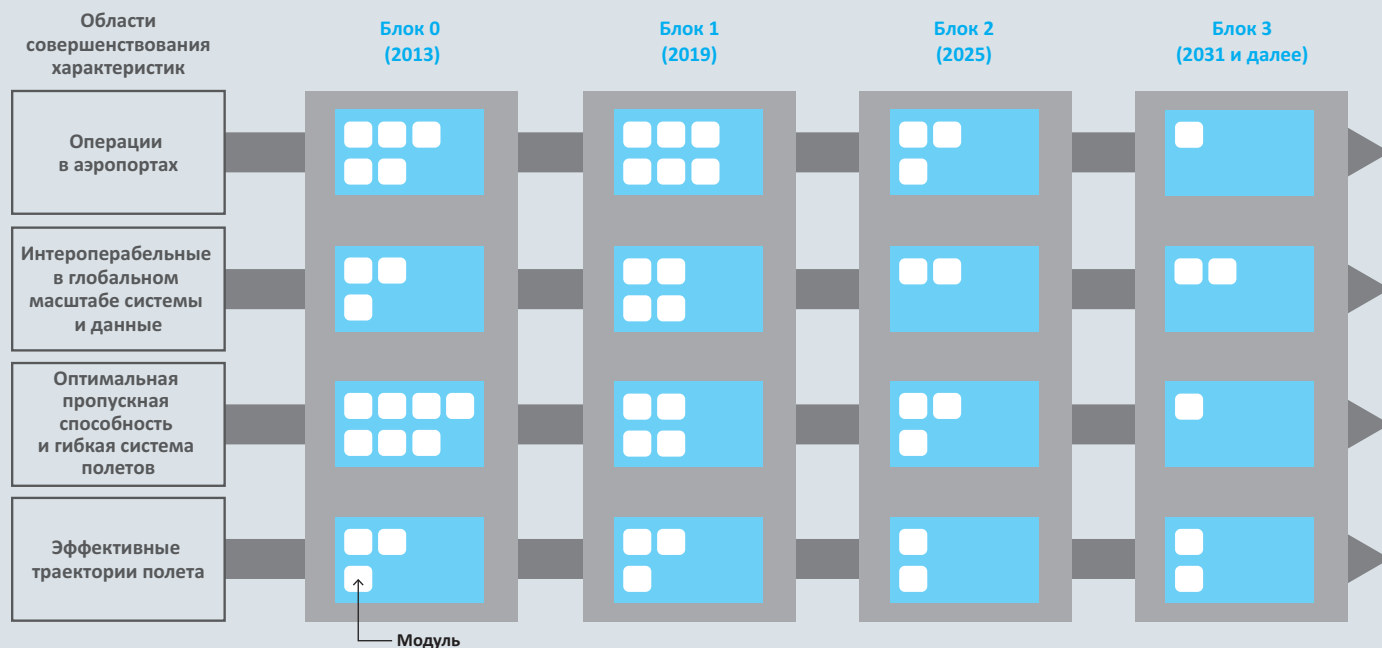 Области
совершенствования
характеристик
Блок 0
(2013)
Блок 1
(2019)
Блок 2
(2025)
Блок 3
(2031 и далее)
Операции
в аэропортах
Интероперабельные
в глобальном
масштабе системы
и данные
Оптимальная
пропускная
способность
и гибкая система
полетов
Эффективные
траектории полета
Модуль